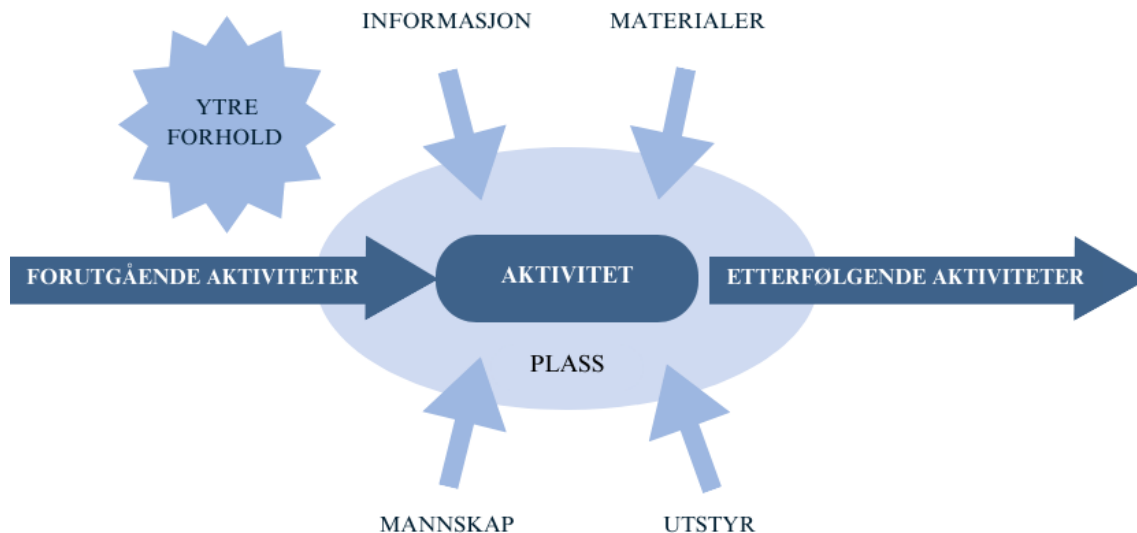 INFORMASJON
MATERIALER
YTRE
FORHOLD
FORUTGÅENDE AKTIVITETER
AKTIVITET
ETTERFØLGENDE AKTIVITETER
PLASS
MANNSKAP
UTSTYR